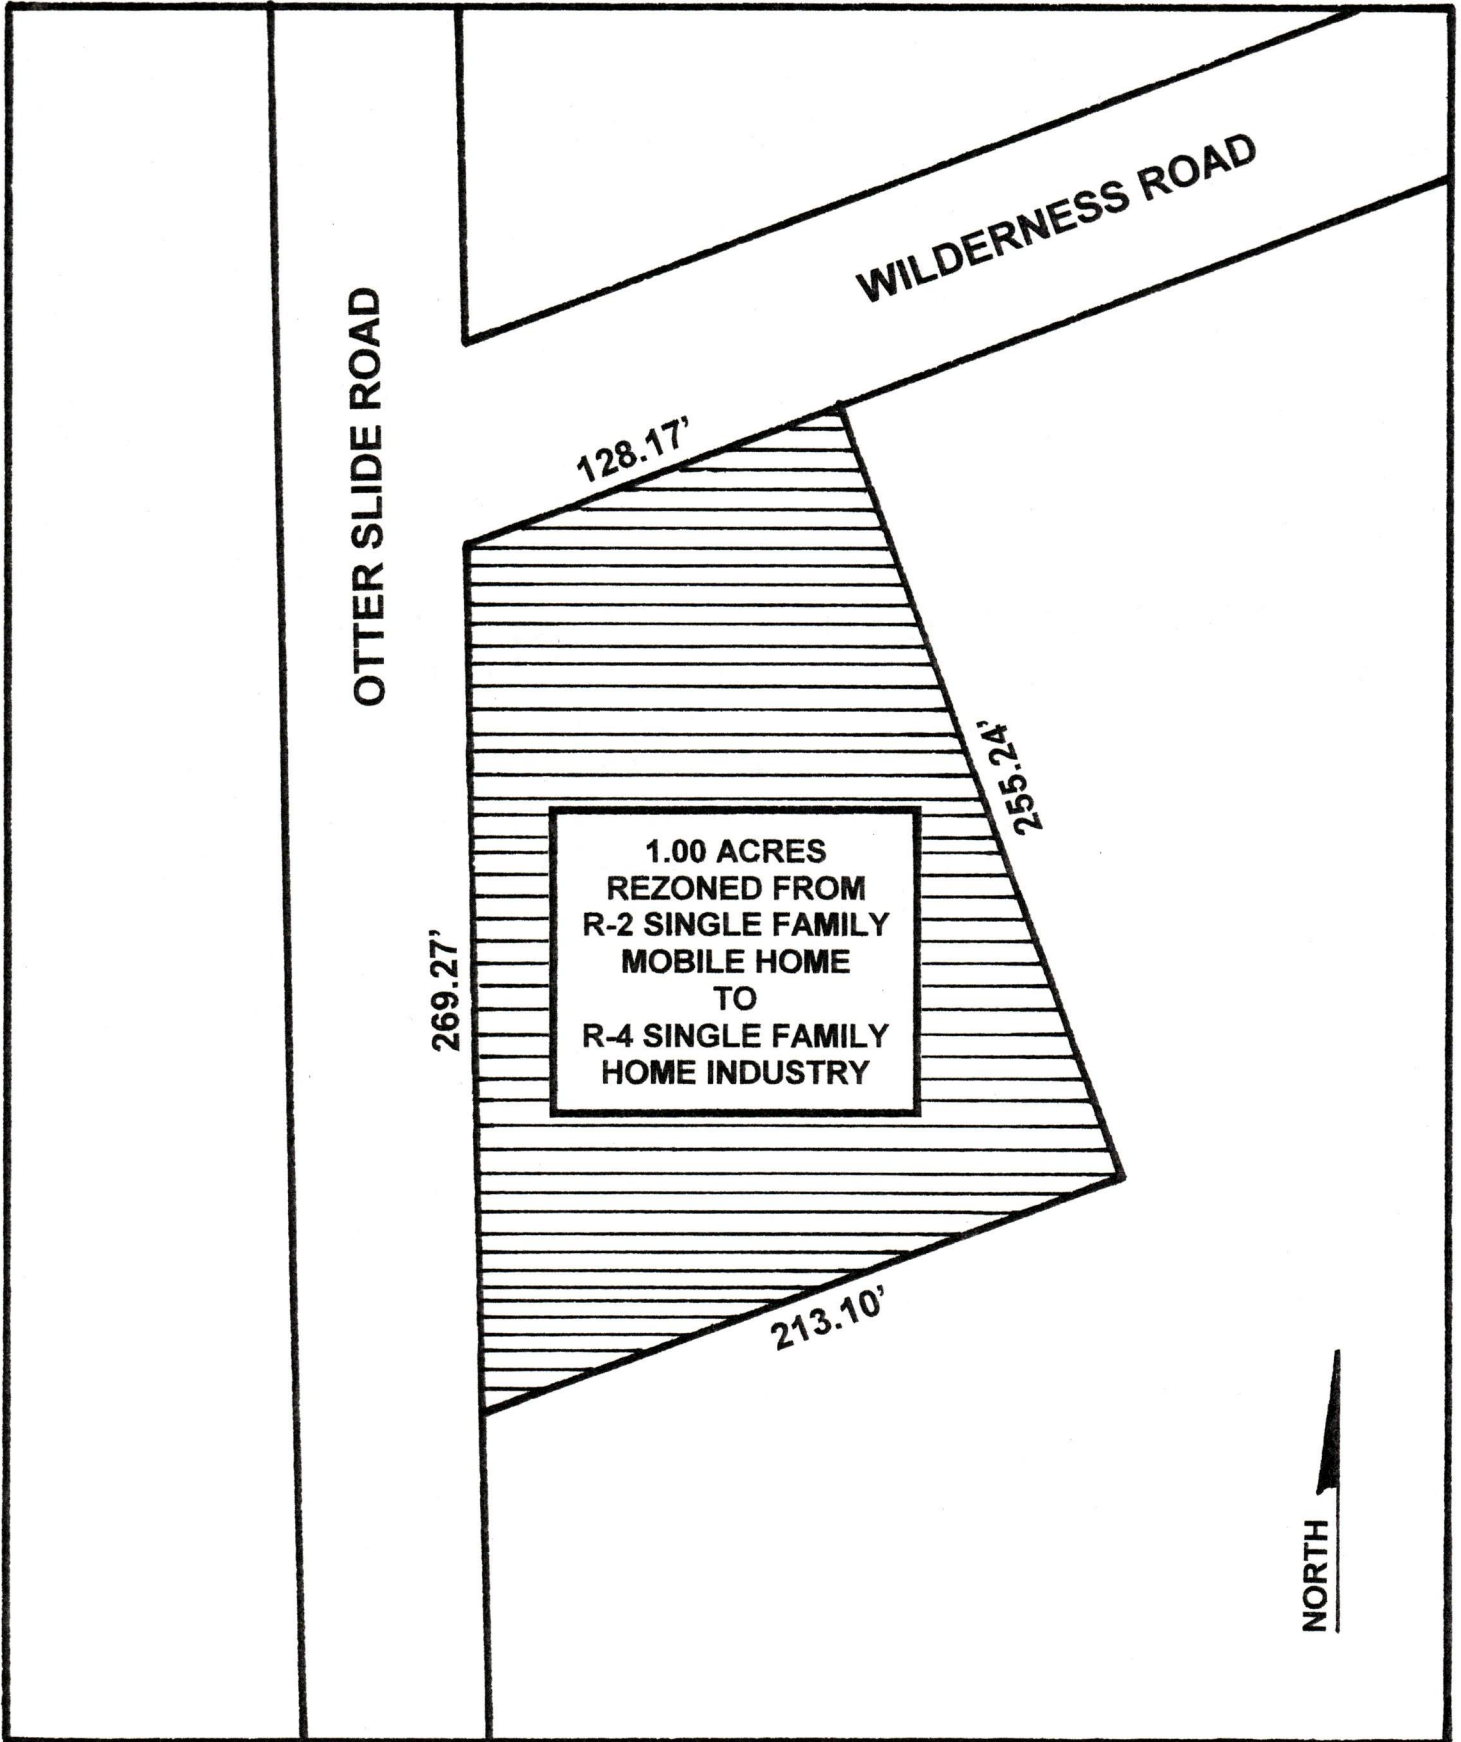 WILDERNESS ROAD
OTTER SLIDE ROAD
128.17’
255.24’
269.27’
1.00 ACRES
REZONED FROM
R-2 SINGLE FAMILY
MOBILE HOME
TO
R-4 SINGLE FAMILY
HOME INDUSTRY
213.10’
NORTH